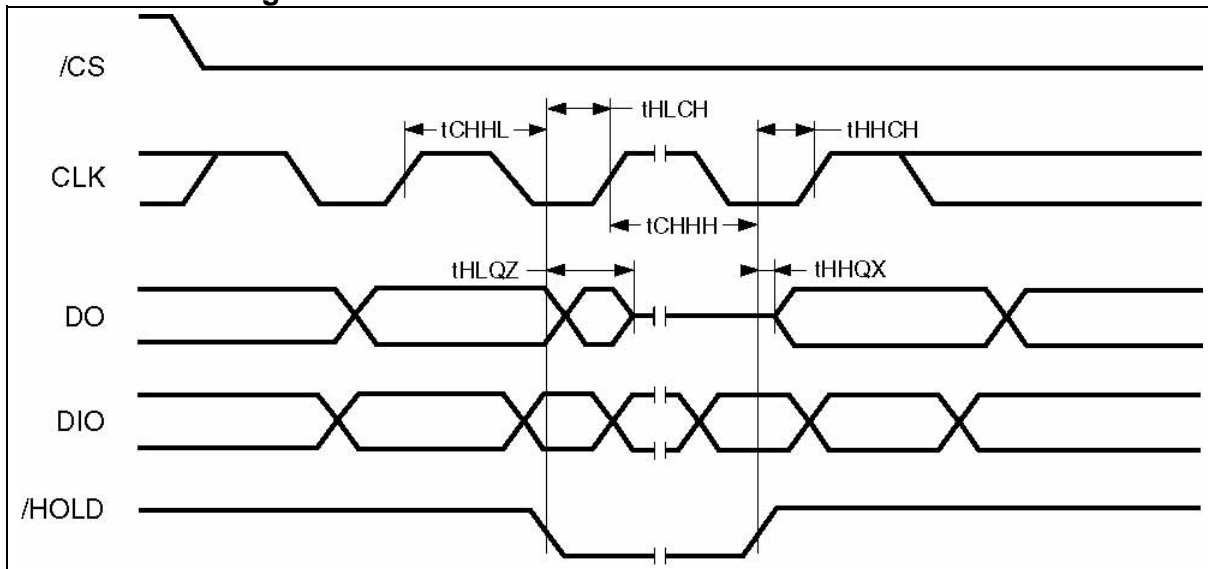 /CS
tHLCH
tCHHL
tHHCH
CLK
tCHHH
tHLQZ
tHHQX
DO
DIO
/HOLD